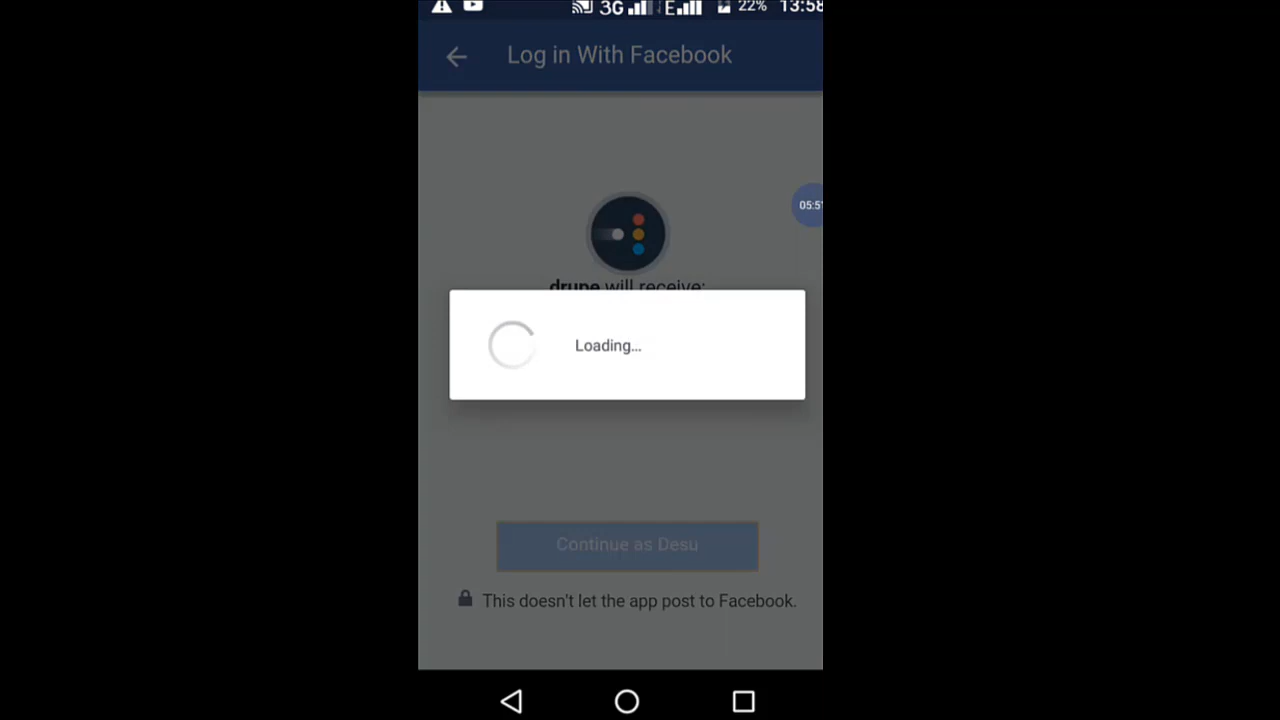 3G E 22% 13:58
Log in With Facebook
05:5
drupe will receive:
Loading...
Continue as Desu
This doesn't let the app post to Facebook.